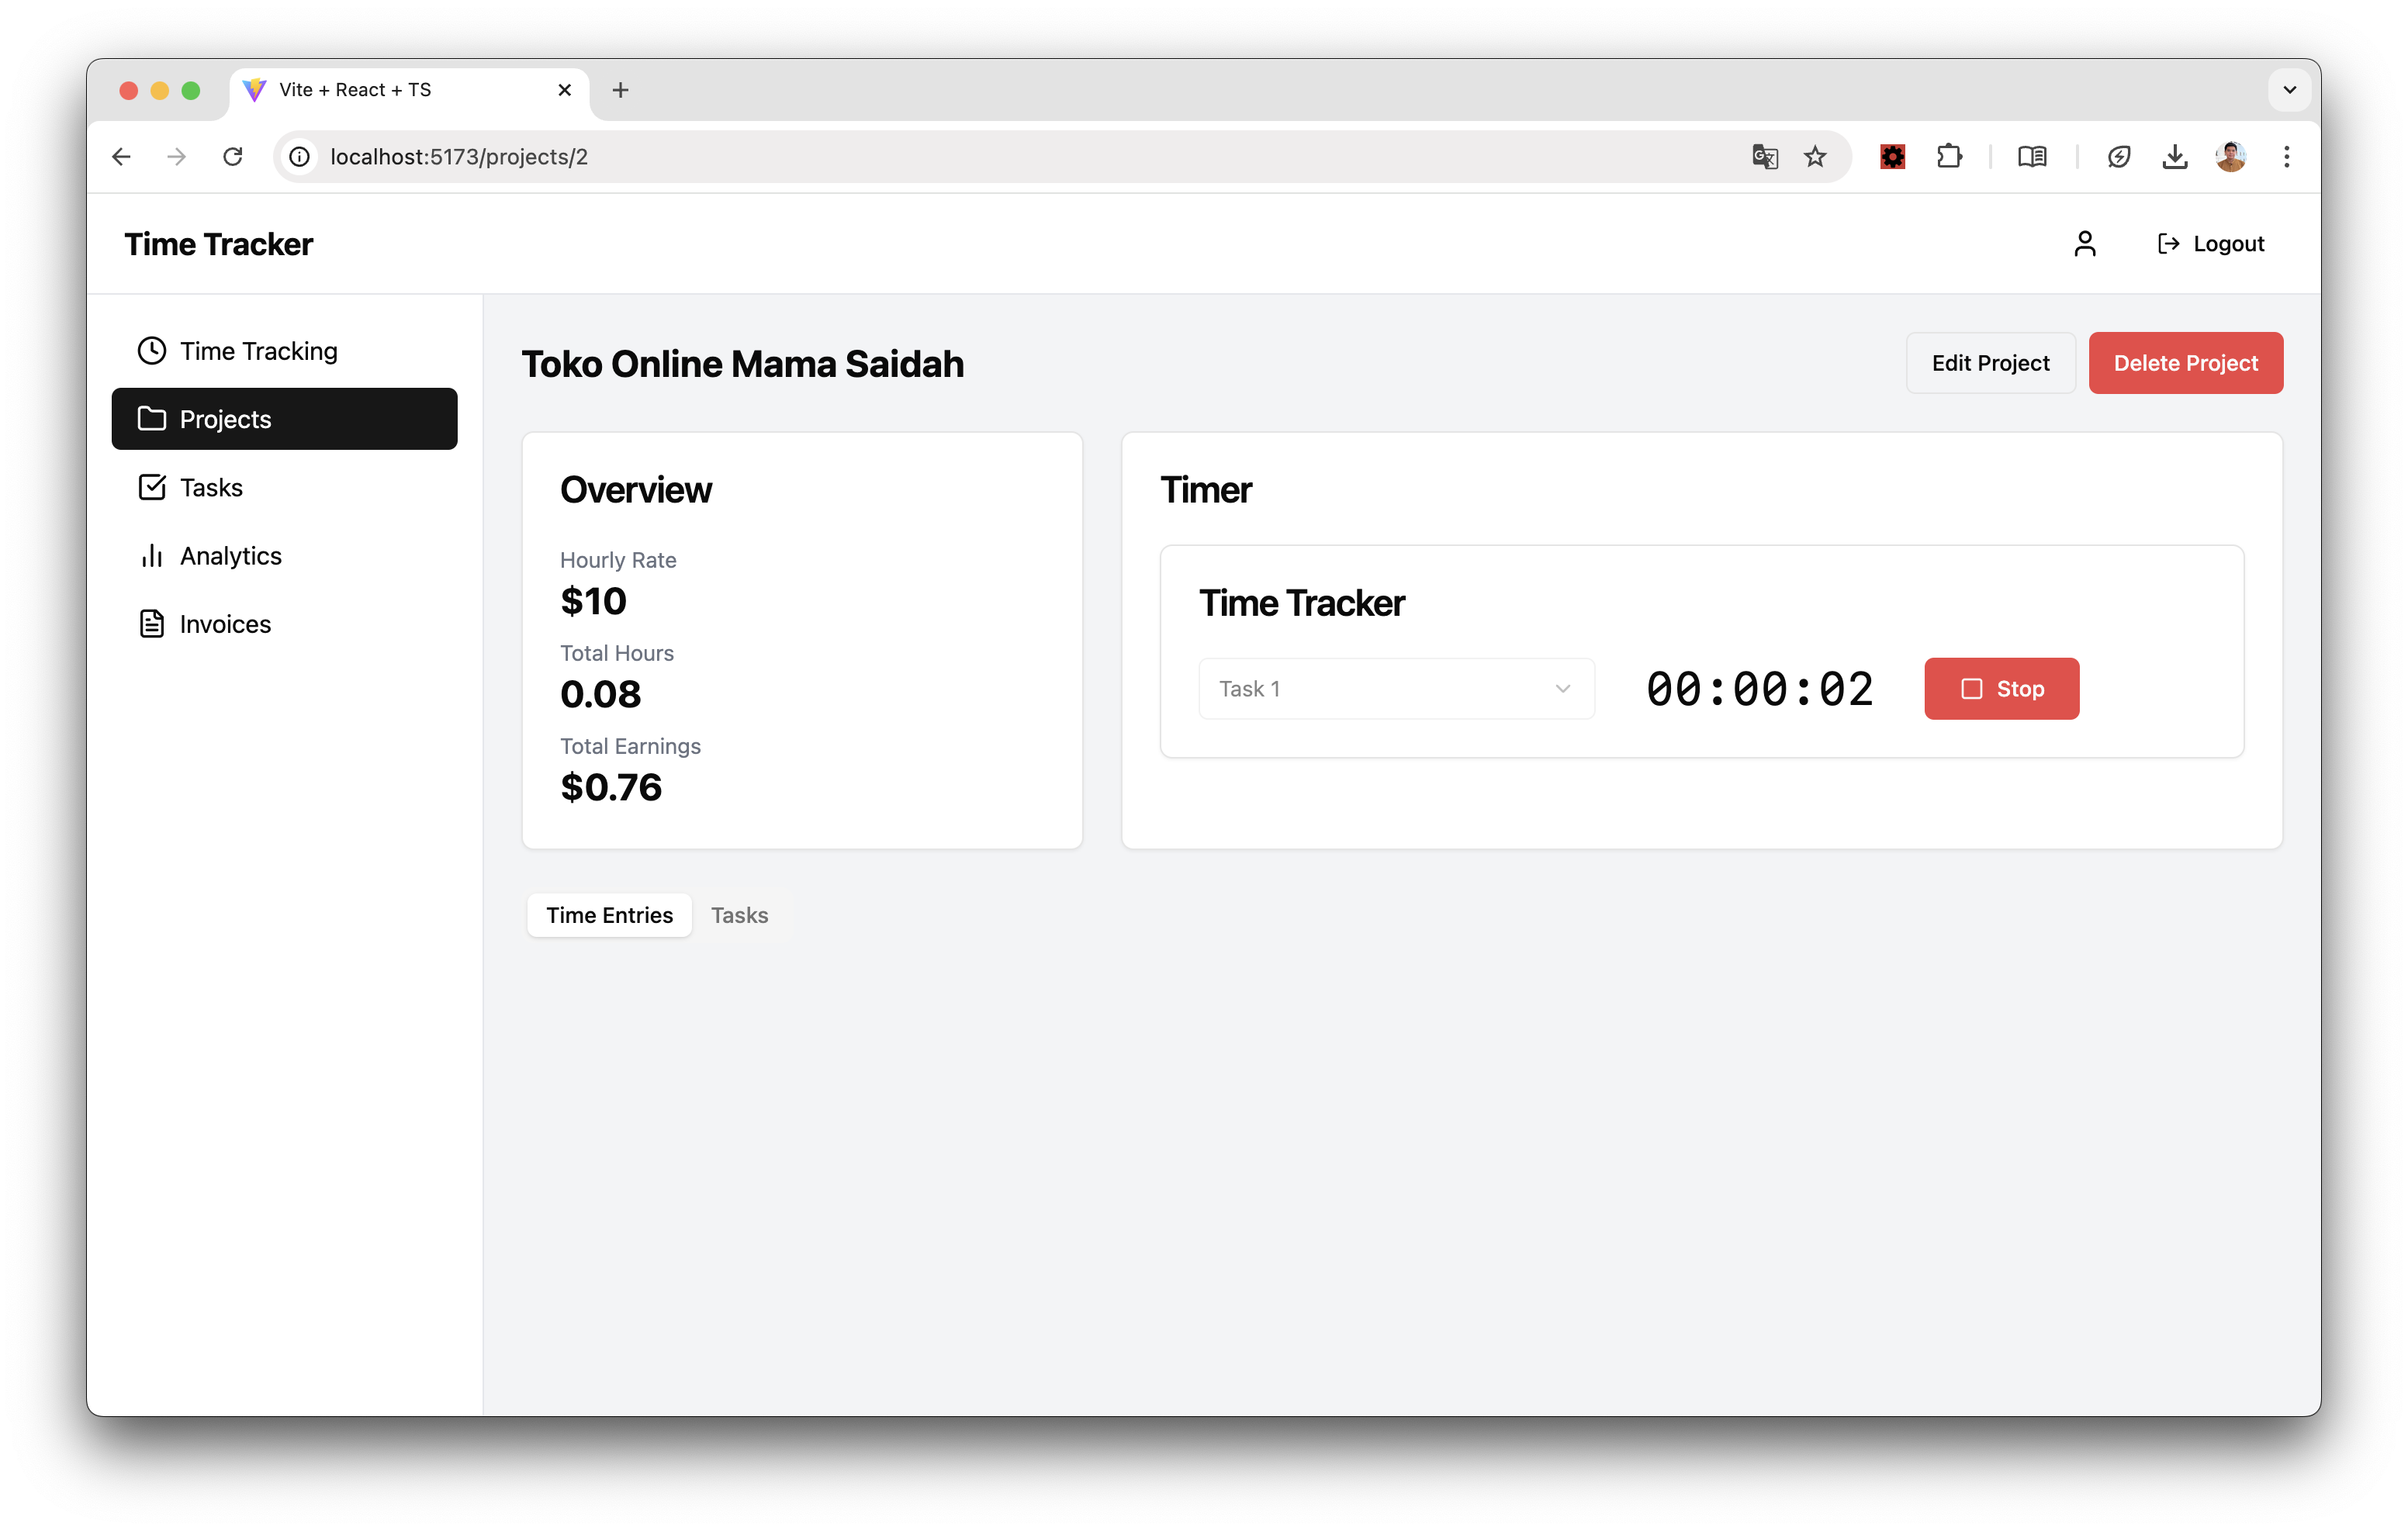 Vite + React + TS
localhost:5173/projects/2
Time Tracker
Logout
Time Tracking
Projects
Tasks
Analytics
Invoices
Toko Online Mama Saidah
Edit Project
Delete Project
Overview
Hourly Rate
$10
Total Hours
0.08
Total Earnings
$0.76
Timer
Time Tracker
Task 1
00:00:02
Stop
Time Entries
Tasks